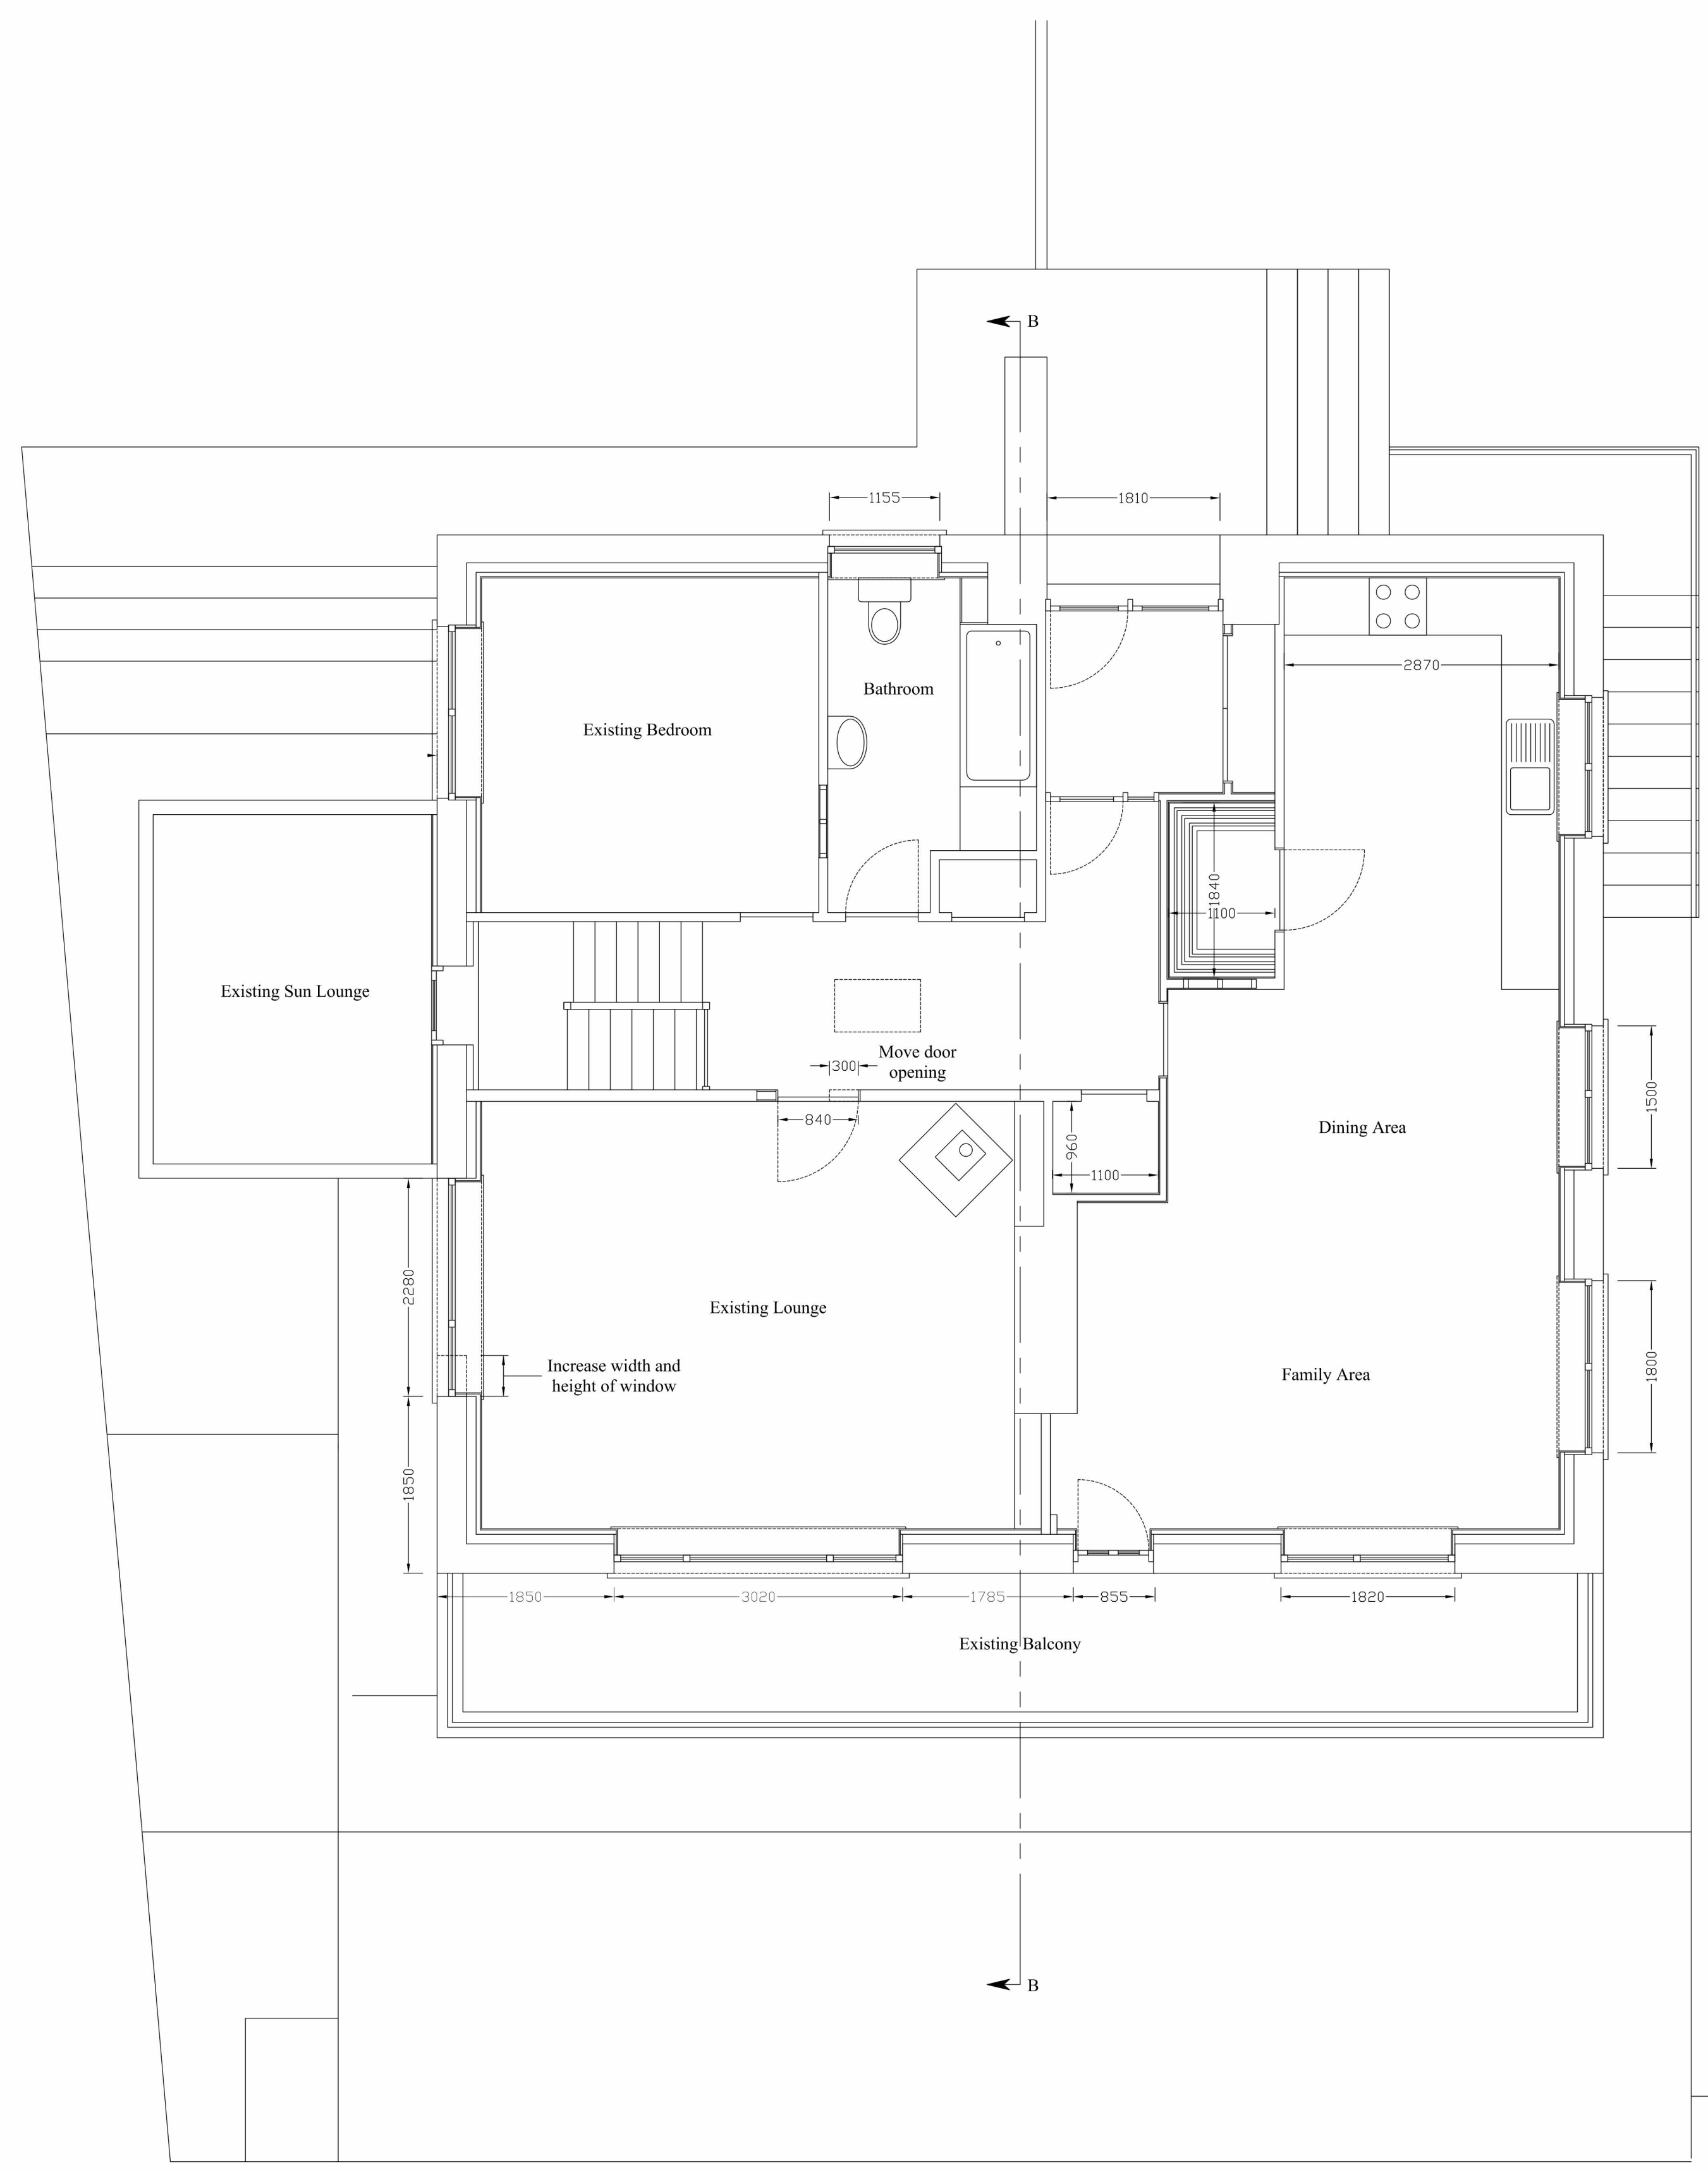 B
1155
1810
2870
Bathroom
Existing Bedroom
1840
1100
Existing Sun Lounge
Move door
opening
300
840
960
1100
Dining Area
1500
2280
Existing Lounge
Increase width and
height of window
Family Area
1800
1850
1850
3020
1785
855
1820
Existing Balcony
B